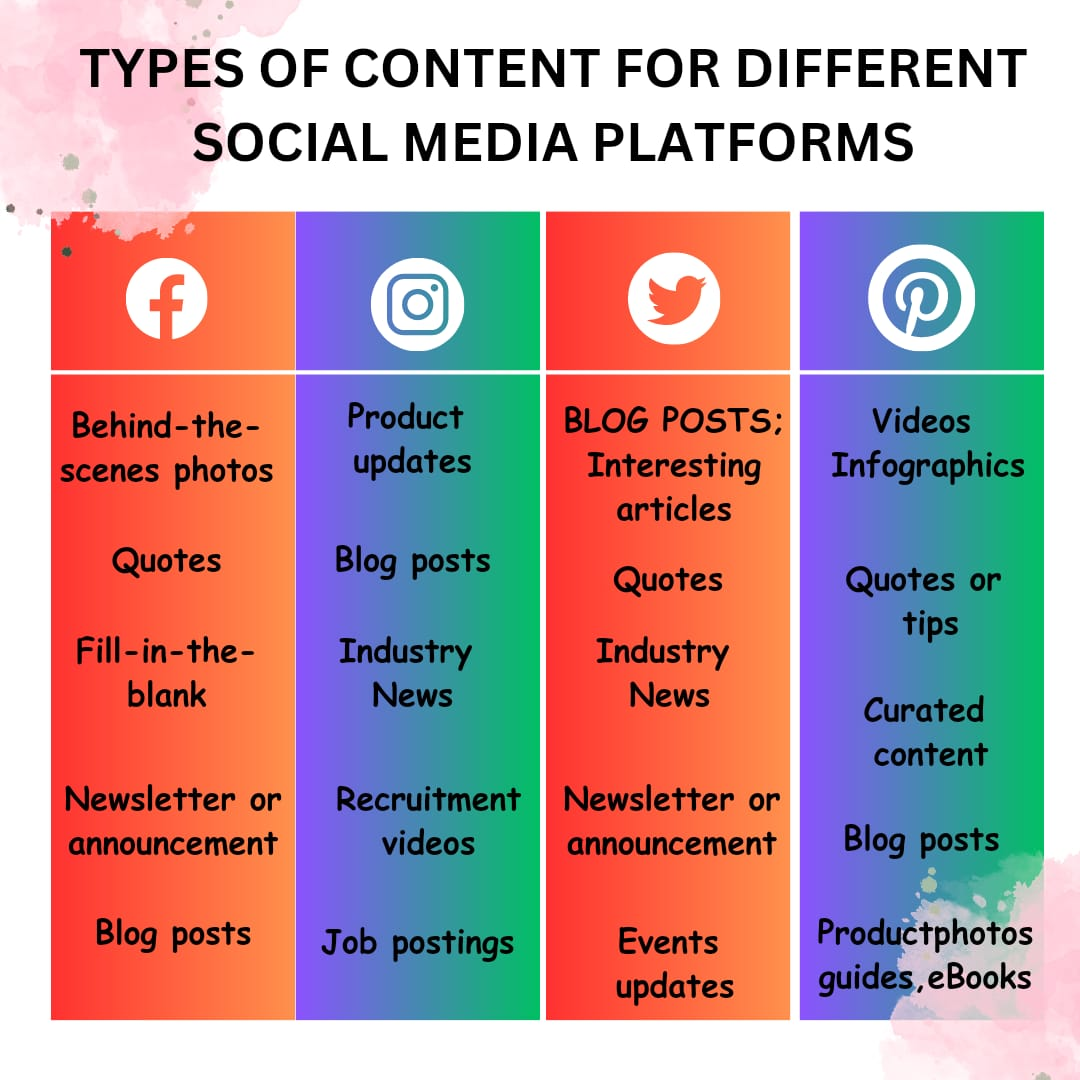 TYPES OF CONTENT FOR DIFFERENT
SOCIAL MEDIA PLATFORMS
Behind-the-
scenes photos
Quotes
Fill-in-the-
blank
Newsletter or
announcement
Blog posts
Product
updates
Blog posts
Industry
News
Recruitment
videos
Job postings
BLOG POSTS;
Interesting
articles
Quotes
Industry
News
Newsletter or
announcement
Events
updates
Videos
Infographics
Quotes or
tips
Curated
content
Blog posts
Productphotos
guides,eBooks